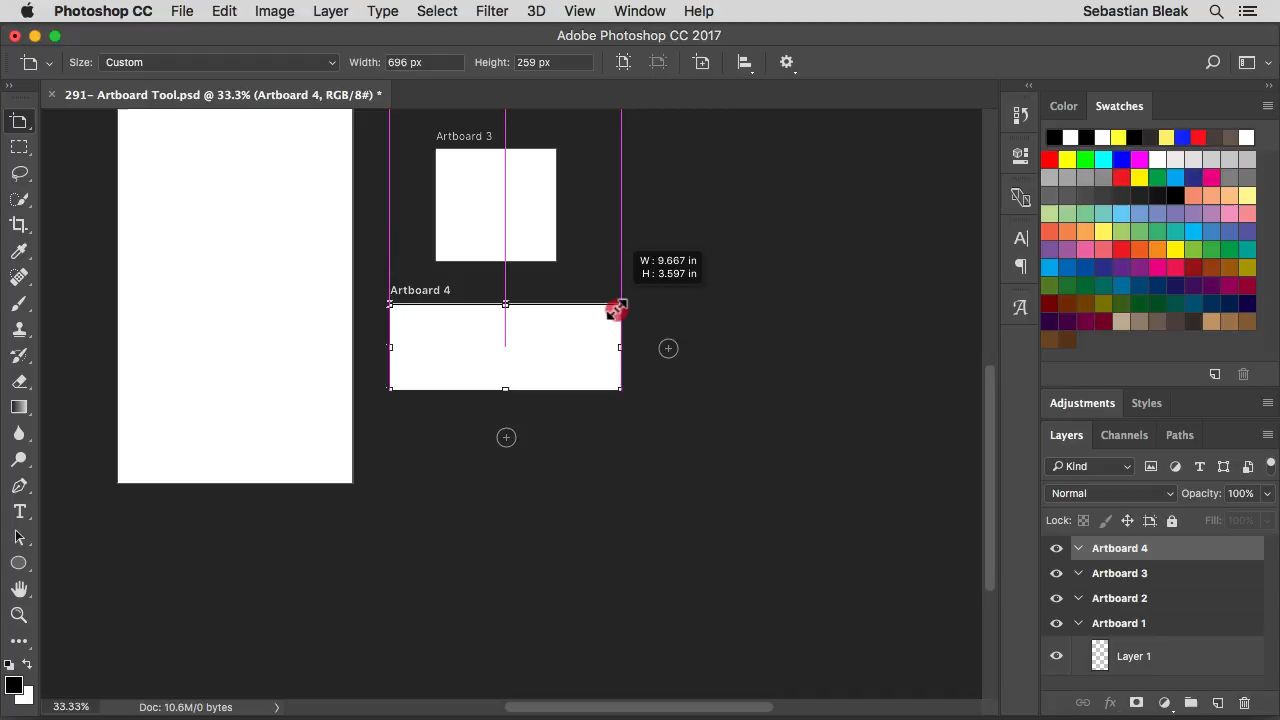 Photoshop CC File Edit Image Layer Type Select Filter 3D View Window Help Sebastian Bleak
Adobe Photoshop CC 2017
Size: Custom Width: 696 px Height: 259 px
291- Artboard Tool.psd @ 33.3% (Artboard 4, RGB/8#) *
Color Swatches
Artboard 3
W : 9.667 in
H : 3.597 in
Artboard 4
Adjustments Styles
Layers Channels Paths
Kind
Normal Opacity: 100%
Lock: Fill: 100%
Artboard 4
Artboard 3
Artboard 2
Artboard 1
Layer 1
33.33% Doc: 10.6M/0 bytes